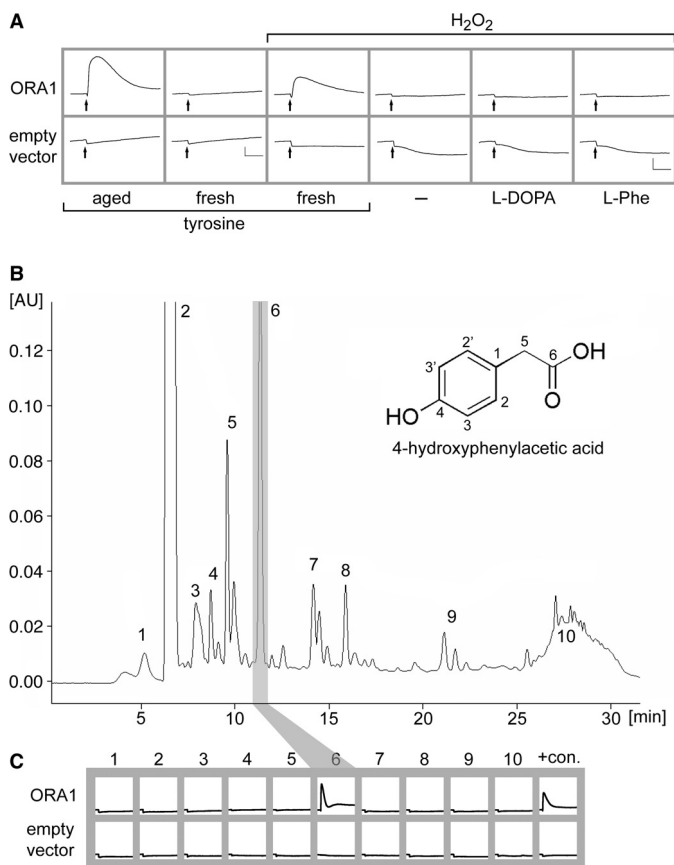 A
H₂O₂
ORA1
empty
vector
aged fresh fresh – L-DOPA L-Phe
tyrosine
B
[AU]
2 6
0.12
0.10
0.08
0.06
0.04
0.02
0.00
5
1 3 4 7 8 9 10
5 10 15 20 25 30 [min]
2' 1 5 6 OH
3' O
HO 4 3 2
4-hydroxyphenylacetic acid
C
1 2 3 4 5 6 7 8 9 10 +con.
ORA1
empty
vector